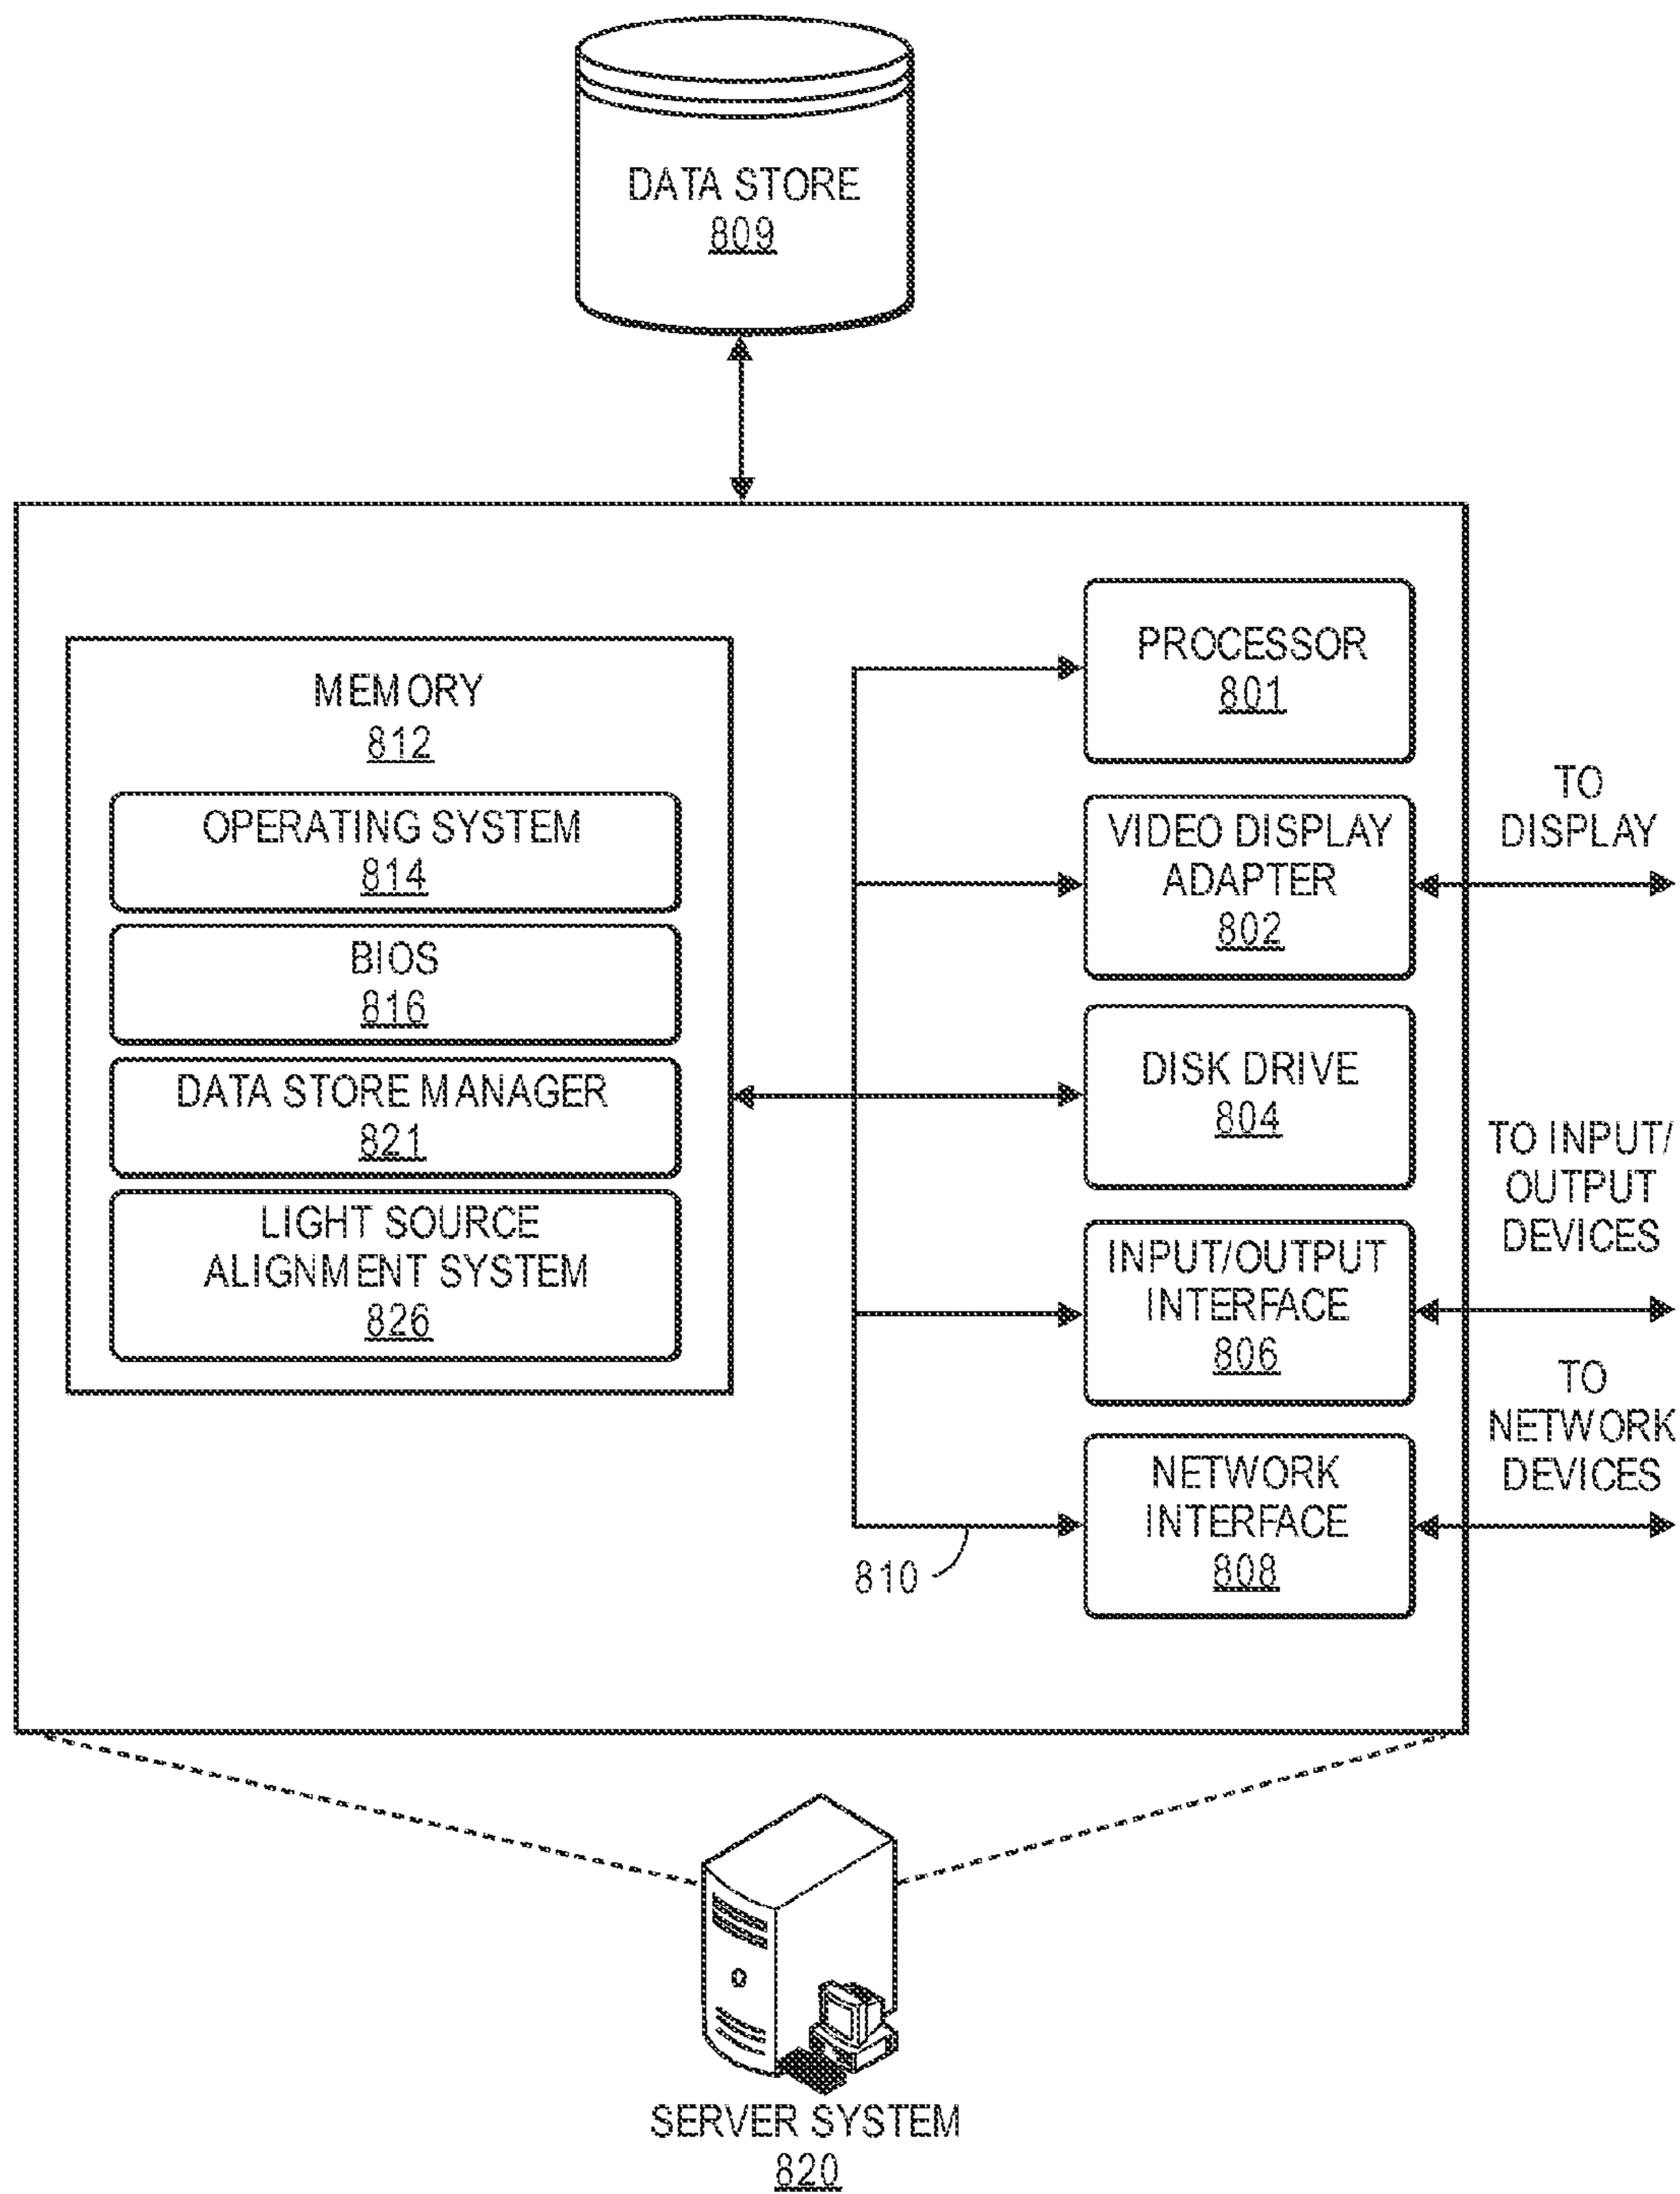 DATA STORE
809
MEMORY
812
OPERATING SYSTEM
814
BIOS
816
DATA STORE MANAGER
821
LIGHT SOURCE
ALIGNMENT SYSTEM
826
PROCESSOR
801
VIDEO DISPLAY
ADAPTER
802
DISK DRIVE
804
INPUT/OUTPUT
INTERFACE
806
NETWORK
INTERFACE
808
810
TO
DISPLAY
TO INPUT/
OUTPUT
DEVICES
TO
NETWORK
DEVICES
SERVER SYSTEM
820